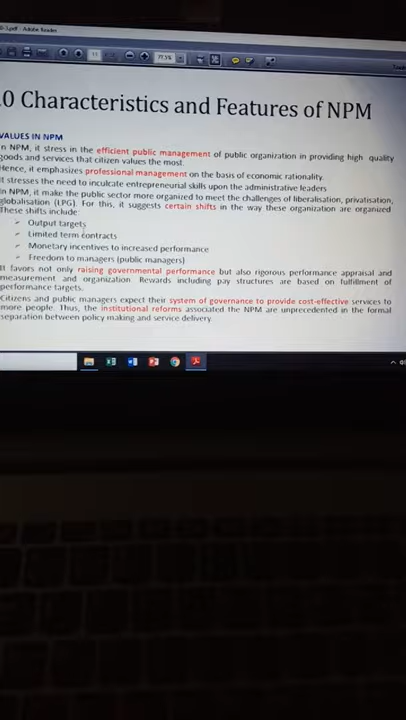 .pdf - Adobe Reader
77.5%
.0 Characteristics and Features of NPM
VALUES IN NPM
In NPM, it stress in the efficient public management of public organization in providing high quality
goods and services that citizen values the most.
Hence, it emphasizes professional management on the basis of economic rationality.
It stresses the need to inculcate entrepreneurial skills upon the administrative leaders
In NPM, it make the public sector more organized to meet the challenges of liberalisation, privatisation,
globalisation (LPG). For this, it suggests certain shifts in the way these organization are organized
These shifts include:
Output targets
Limited term contracts
Monetary incentives to increased performance
Freedom to managers (public managers)
It favors not only raising governmental performance but also rigorous performance appraisal and
measurement and organization. Rewards including pay structures are based on fulfillment of
performance targets.
Citizens and public managers expect their system of governance to provide cost-effective services to
more people. Thus, the institutional reforms associated the NPM are unprecedented in the formal
separation between policy making and service delivery.